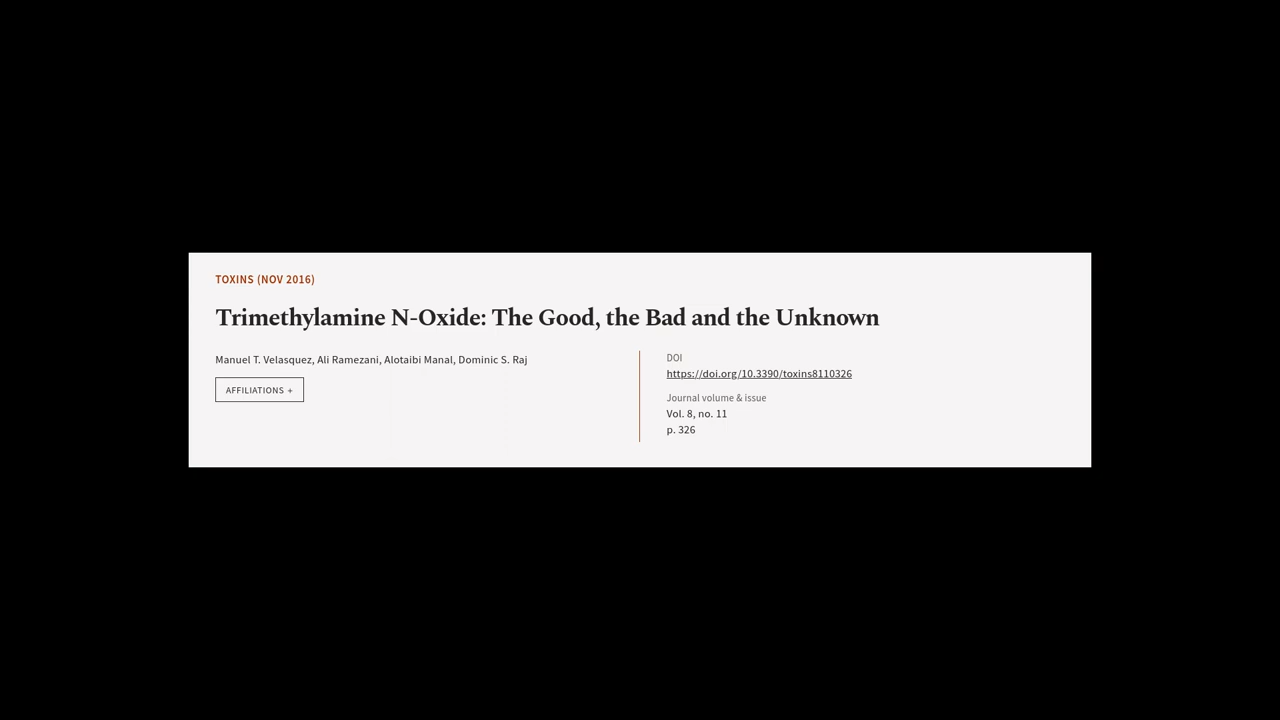 TOXINS (NOV 2016)
Trimethylamine N-Oxide: The Good, the Bad and the Unknown
Manuel T. Velasquez, Ali Ramezani, Alotaibi Manal, Dominic S. Raj
AFFILIATIONS +
DOI
https://doi.org/10.3390/toxins8110326
Journal volume & issue
Vol. 8, no. 11
p. 326